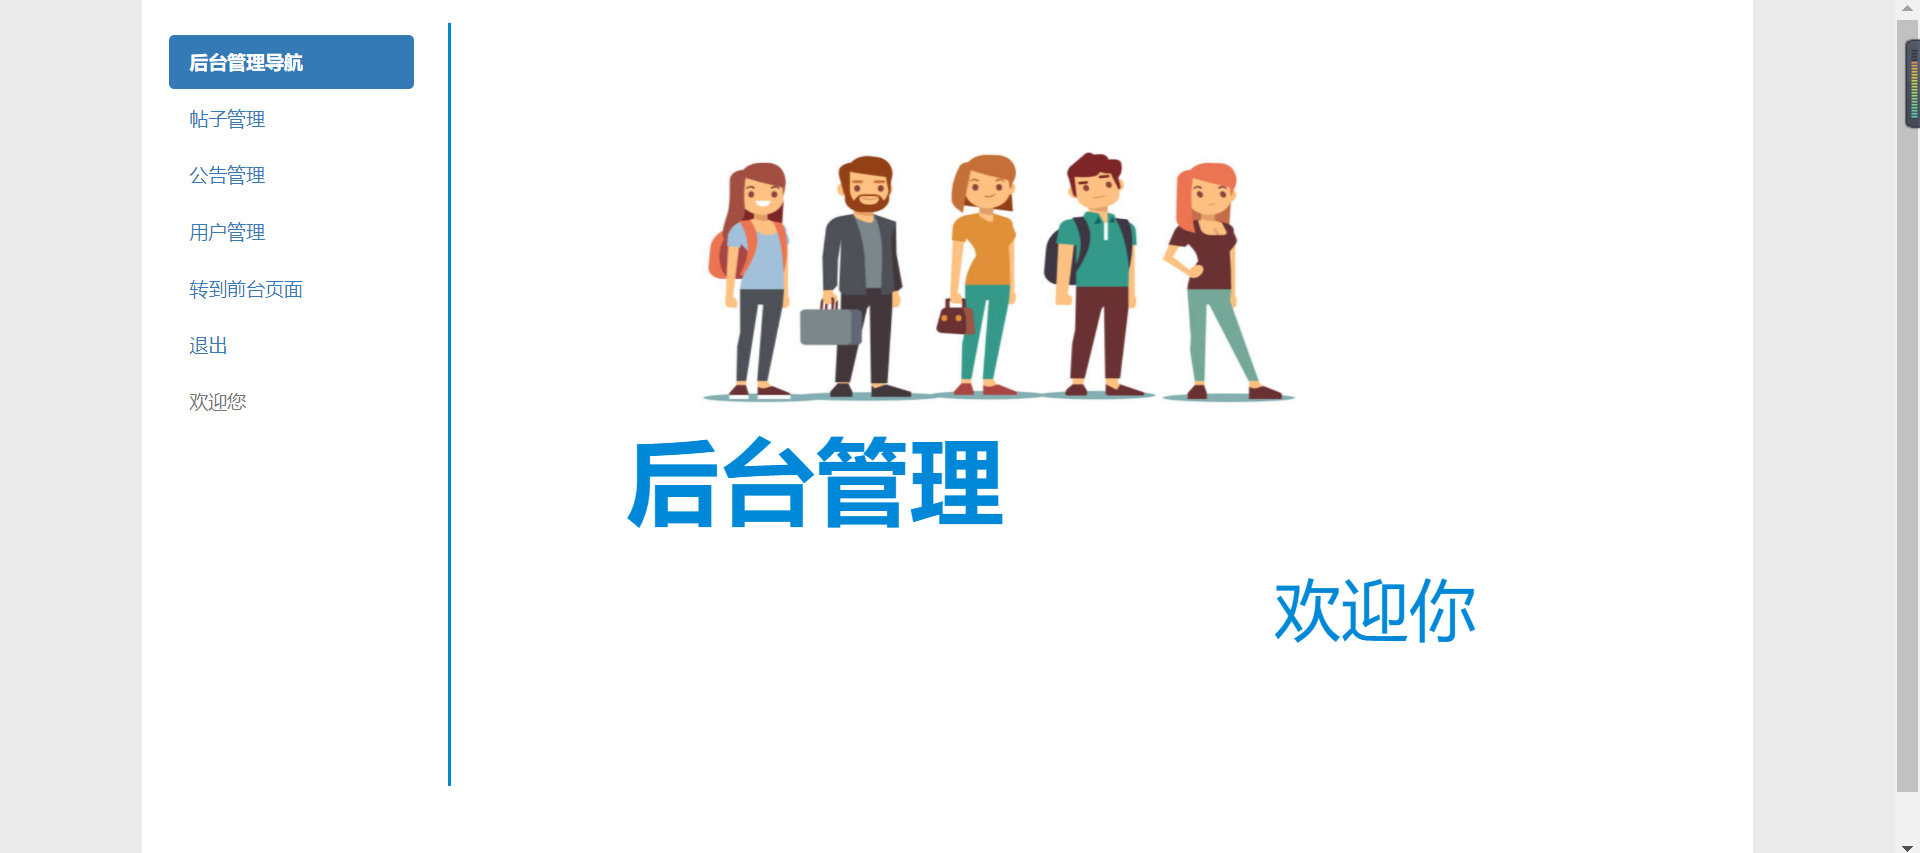 后台管理导航
帖子管理
公告管理
用户管理
转到前台页面
退出
欢迎您
后台管理
欢迎你